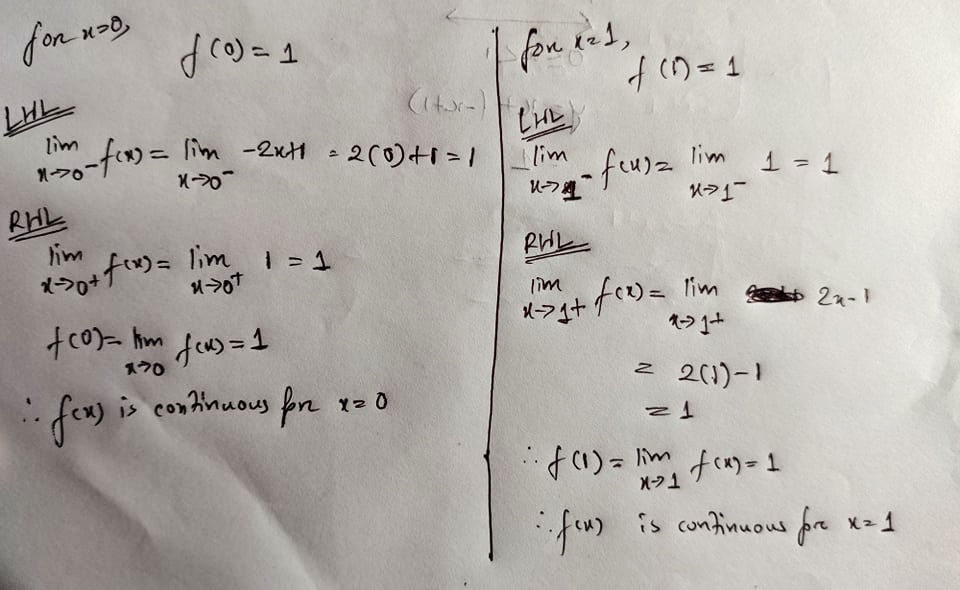 for x=0,
f(0) = 1
LHL
lim x→0⁻ f(x) = lim x→0⁻ -2x+1 = 2(0)+1 = 1
RHL
lim x→0+ f(x) = lim x→0+ 1 = 1
f(0) = lim x→0 f(x) = 1
∴ f(x) is continuous for x=0
for x=1,
f(1) = 1
LHL
lim x→1⁻ f(x) = lim x→1⁻ 1 = 1
RHL
lim x→1+ f(x) = lim x→1+ 2x-1
= 2(1)-1
= 1
∴ f(1) = lim x→1 f(x) = 1
∴ f(x) is continuous for x=1